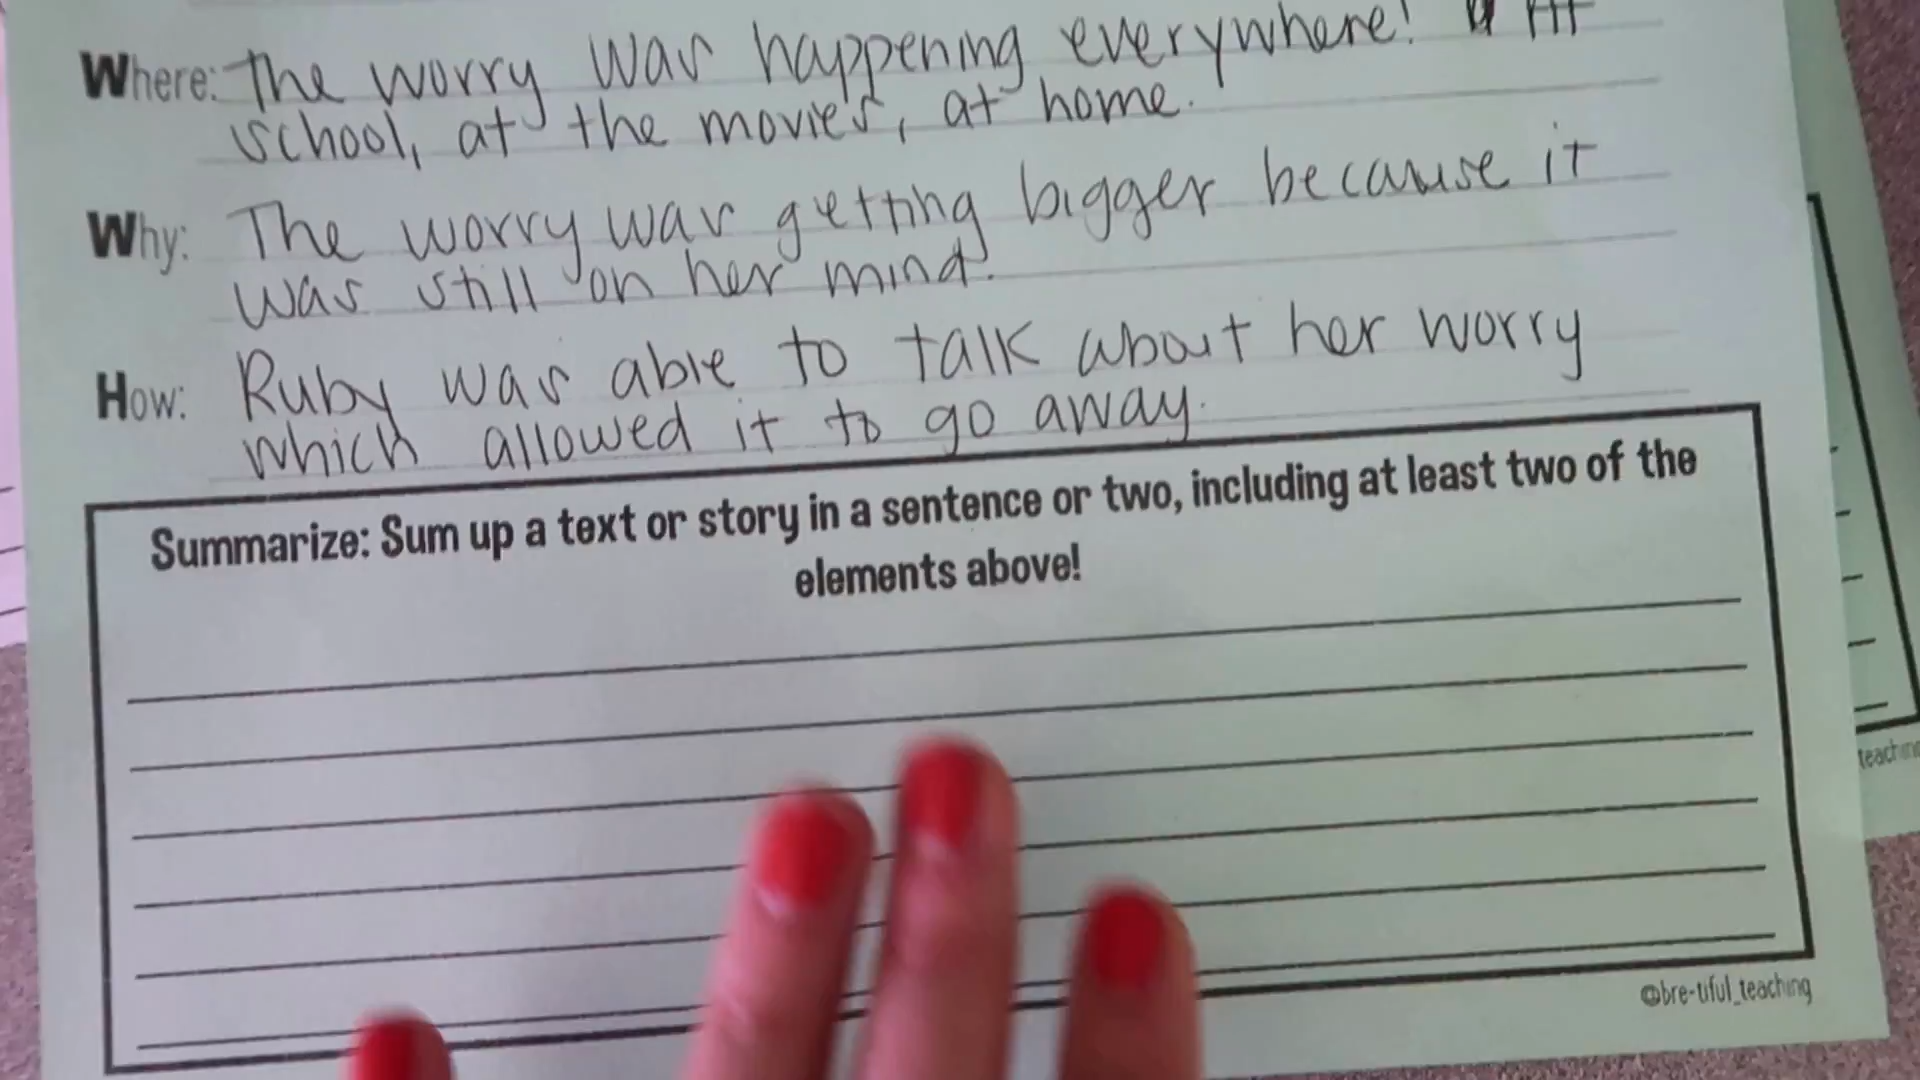 Where: The worry was happening everywhere!
school, at the movies, at home.
Why: The worry was getting bigger because it
was still on her mind.
How: Ruby was able to talk about her worry
which allowed it to go away.
Summarize: Sum up a text or story in a sentence or two, including at least two of the
elements above!
@bre-tiful_teaching
teaching